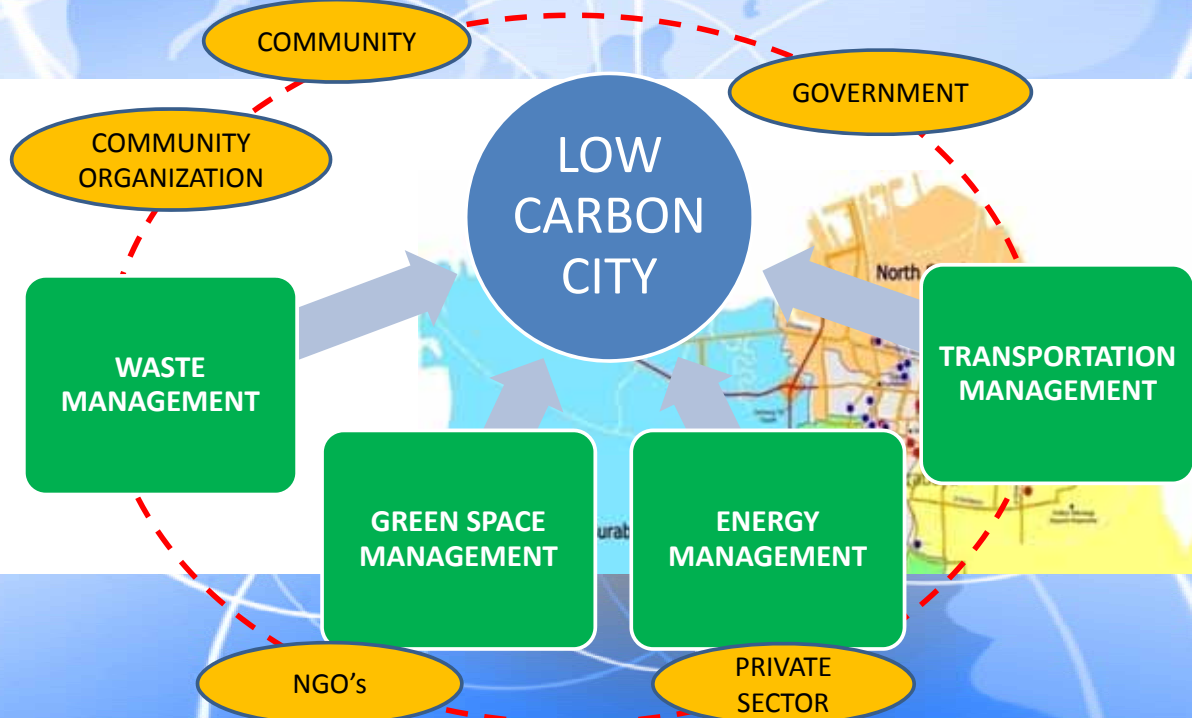 COMMUNITY
GOVERNMENT
COMMUNITY
ORGANIZATION
LOW
CARBON
CITY
North
WASTE
MANAGEMENT
TRANSPORTATION
MANAGEMENT
GREEN SPACE
MANAGEMENT
urab
ENERGY
MANAGEMENT
NGO's
PRIVATE
SECTOR